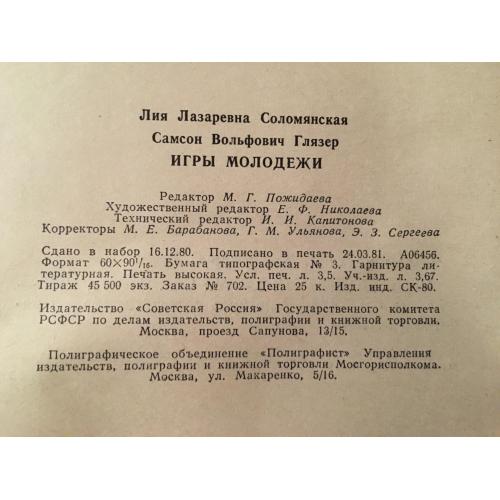 Лия Лазаревна Соломянская
Самсон Вольфович Глязер
ИГРЫ МОЛОДЕЖИ
Редактор М. Г. Пожидаева
Художественный редактор Е. Ф. Николаева
Технический редактор И. И. Капитонова
Корректоры М. Е. Барабанова, Г. М. Ульянова, Э. З. Сергеева
Сдано в набор 16.12.80. Подписано в печать 24.03.81. А06456.
Формат 60×90¹/₁₆. Бумага типографская № 3. Гарнитура ли-
тературная. Печать высокая. Усл. печ. л. 3,5. Уч.-изд. л. 3,67.
Тираж 45 500 экз. Заказ № 702. Цена 25 к. Изд. инд. СК-80.
Издательство «Советская Россия» Государственного комитета
РСФСР по делам издательств, полиграфии и книжной торговли.
Москва, проезд Сапунова, 13/15.
Полиграфическое объединение «Полиграфист» Управления
издательств, полиграфии и книжной торговли Мосгорисполкома.
Москва, ул. Макаренко, 5/16.